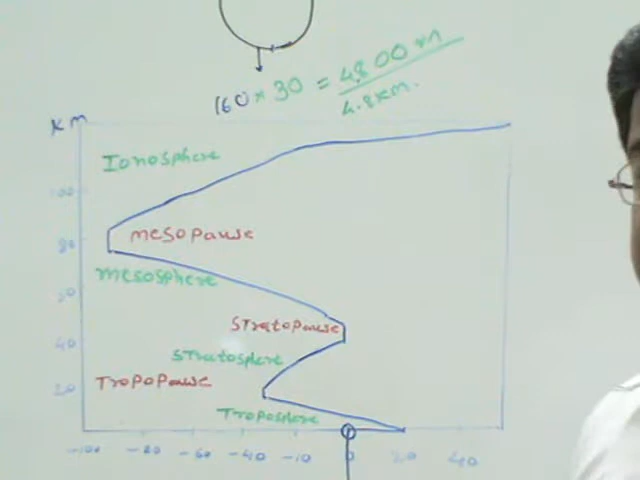 160 × 30 = 4800 m
4.8 km.
km
Ionosphere
100
mesopause
80
mesosphere
Stratopause
40
Stratosphere
Tropopause
20
Troposphere
-100 -80 -60 -40 -10 0 20 40